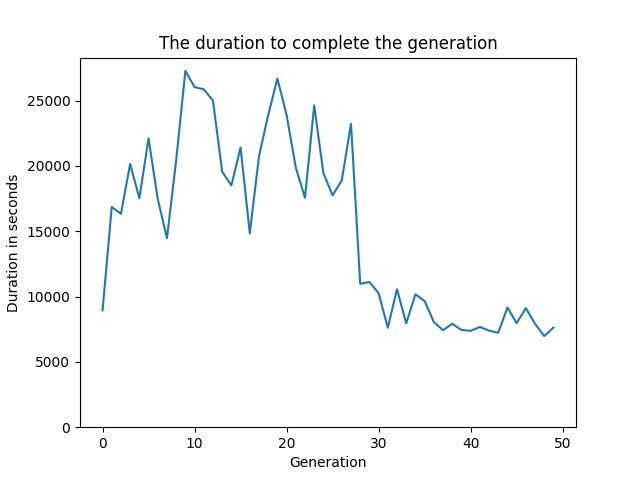 The duration to complete the generation
Duration in seconds
25000
20000
15000
10000
5000
0
0 10 20 30 40 50
Generation